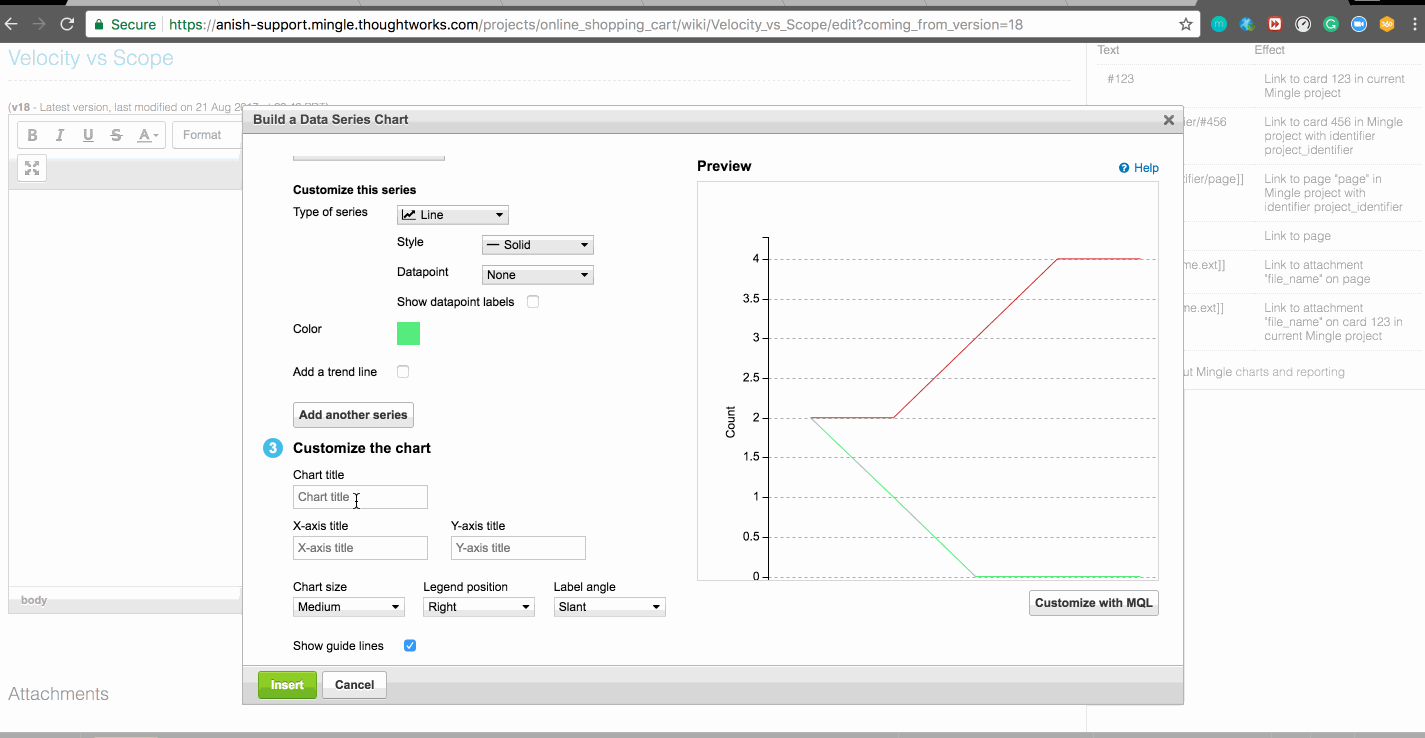 Secure https://anish-support.mingle.thoughtworks.com/projects/online_shopping_cart/wiki/Velocity_vs_Scope/edit?coming_from_version=18
Velocity vs Scope
(v18 - Latest version, last modified on 21 Aug
B I U S A Format
body
Attachments
Build a Data Series Chart
Customize this series
Type of series Line
Style Solid
Datapoint None
Show datapoint labels
Color
Add a trend line
Add another series
3 Customize the chart
Chart title
Chart title
X-axis title Y-axis title
X-axis title Y-axis title
Chart size Legend position Label angle
Medium Right Slant
Show guide lines
Insert Cancel
Preview
Help
Count
4
3.5
3
2.5
2
1.5
1
0.5
0
Customize with MQL
Text Effect
#123 Link to card 123 in current
Mingle project
er/#456 Link to card 456 in Mingle
project with identifier
project_identifier
tifier/page]] Link to page "page" in
Mingle project with
identifier project_identifier
Link to page
me.ext]] Link to attachment
"file_name" on page
me.ext]] Link to attachment
"file_name" on card 123 in
current Mingle project
ut Mingle charts and reporting